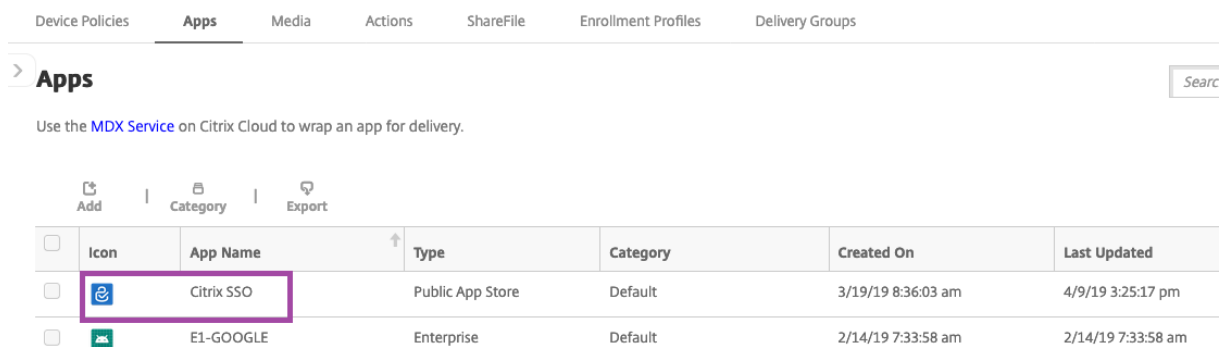 Device Policies Apps Media Actions ShareFile Enrollment Profiles Delivery Groups
Apps
Searc
Use the MDX Service on Citrix Cloud to wrap an app for delivery.
Add | Category | Export
Icon App Name Type Category Created On Last Updated
Citrix SSO Public App Store Default 3/19/19 8:36:03 am 4/9/19 3:25:17 pm
E1-GOOGLE Enterprise Default 2/14/19 7:33:58 am 2/14/19 7:33:58 am